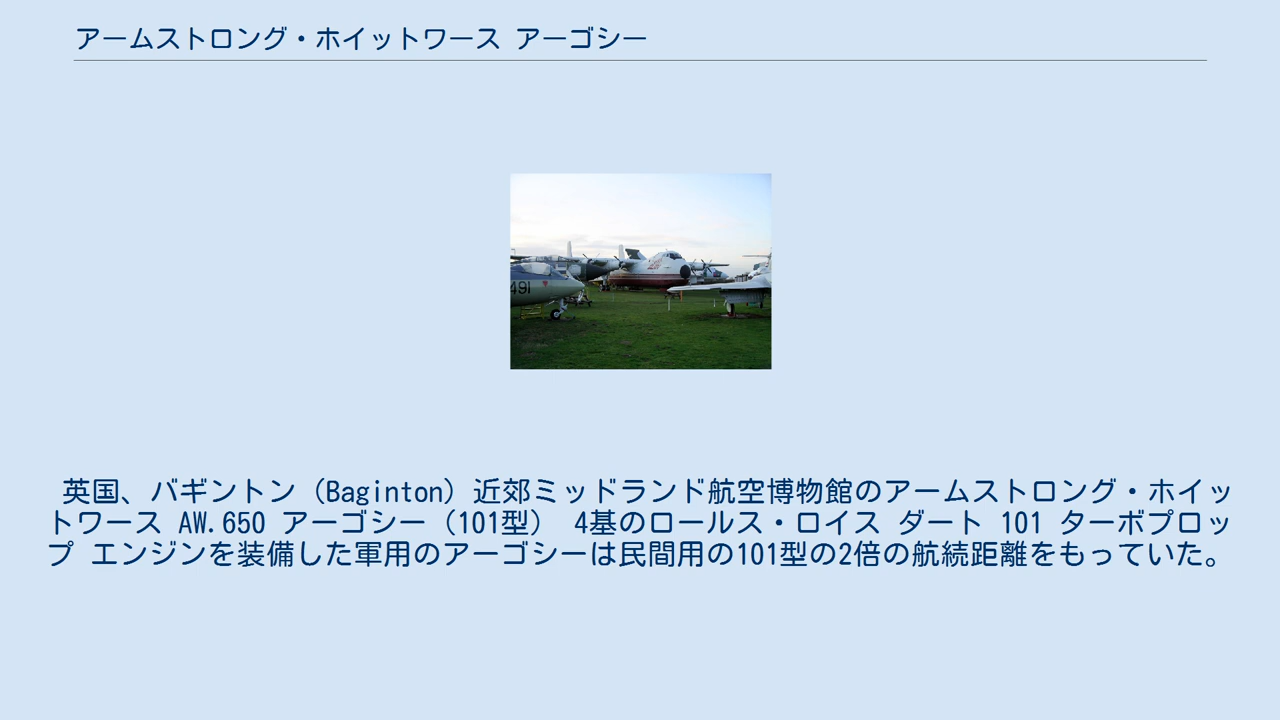 アームストロング・ホイットワース アーゴシー
491
英国、バギントン（Baginton）近郊ミッドランド航空博物館のアームストロング・ホイッ
トワース AW.650 アーゴシー（101型） 4基のロールス・ロイス ダート 101 ターボプロッ
プ エンジンを装備した軍用のアーゴシーは民間用の101型の2倍の航続距離をもっていた。